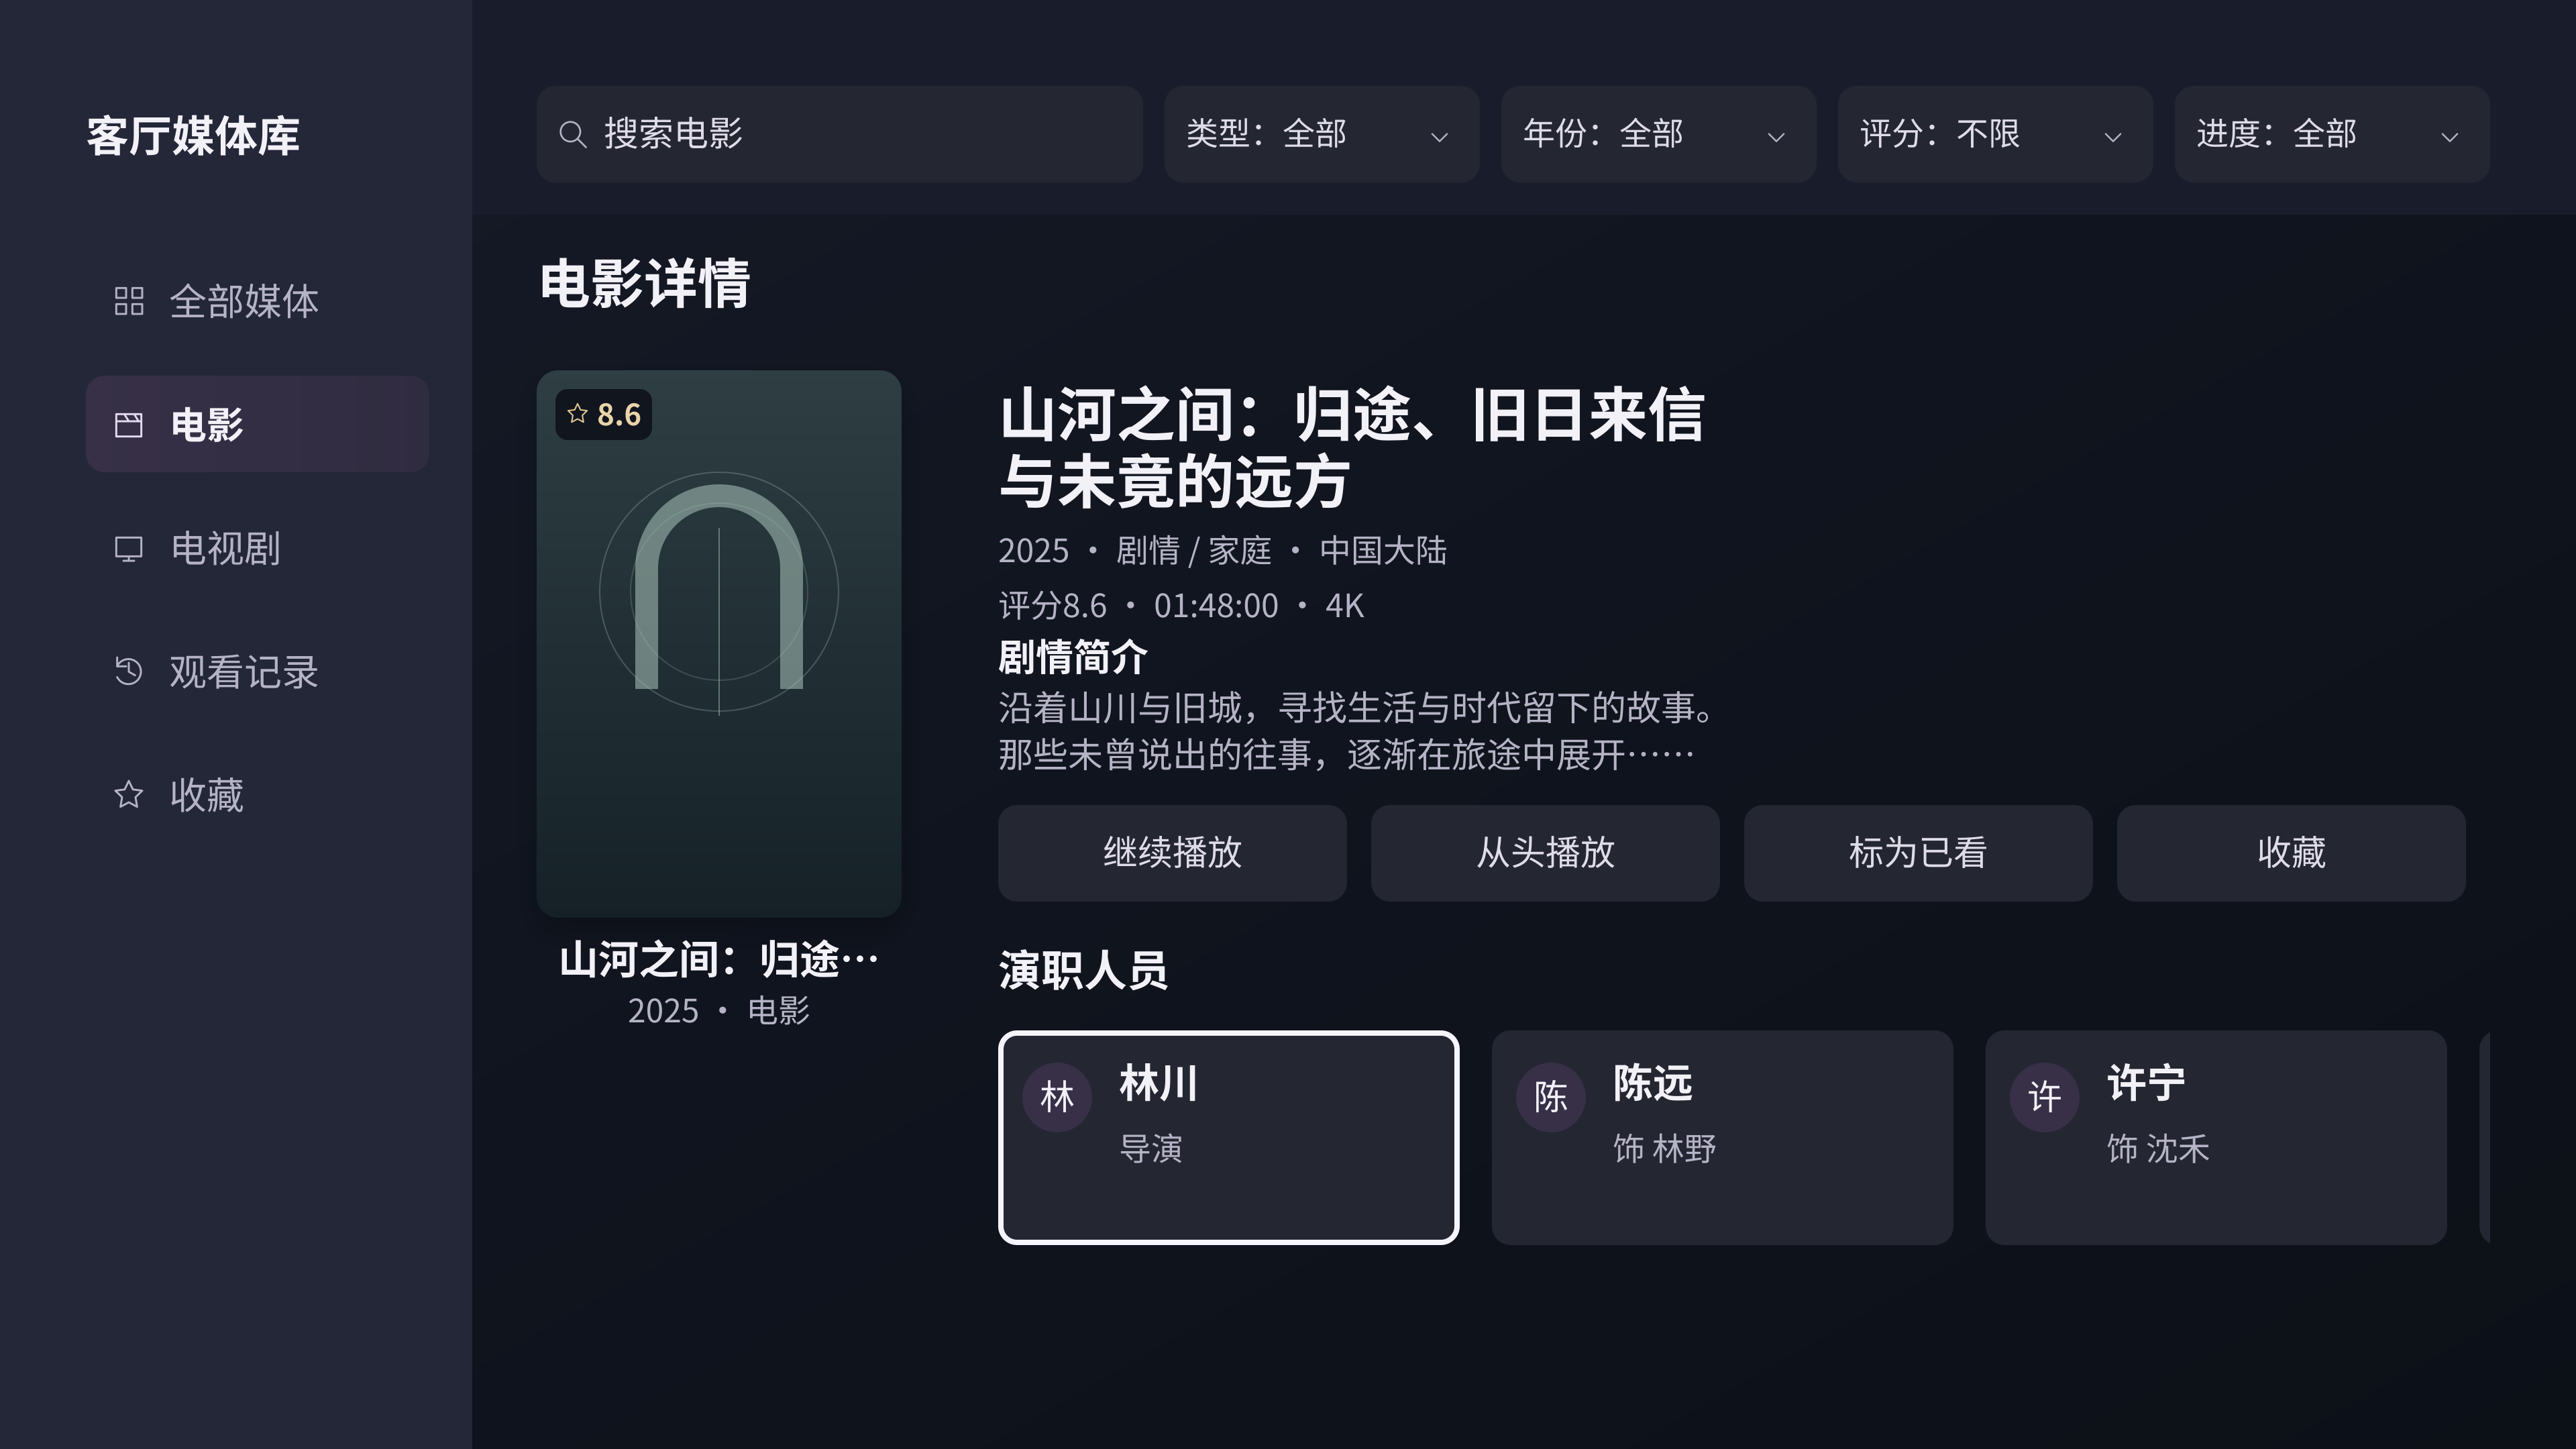 客厅媒体库
全部媒体
电影
电视剧
观看记录
收藏
搜索电影
类型：全部
年份：全部
评分：不限
进度：全部
电影详情
8.6
山河之间：归途…
2025 • 电影
山河之间：归途、旧日来信
与未竟的远方
2025 • 剧情 / 家庭 • 中国大陆
评分8.6 • 01:48:00 • 4K
剧情简介
沿着山川与旧城，寻找生活与时代留下的故事。
那些未曾说出的往事，逐渐在旅途中展开……
继续播放
从头播放
标为已看
收藏
演职人员
林
林川
导演
陈
陈远
饰 林野
许
许宁
饰 沈禾